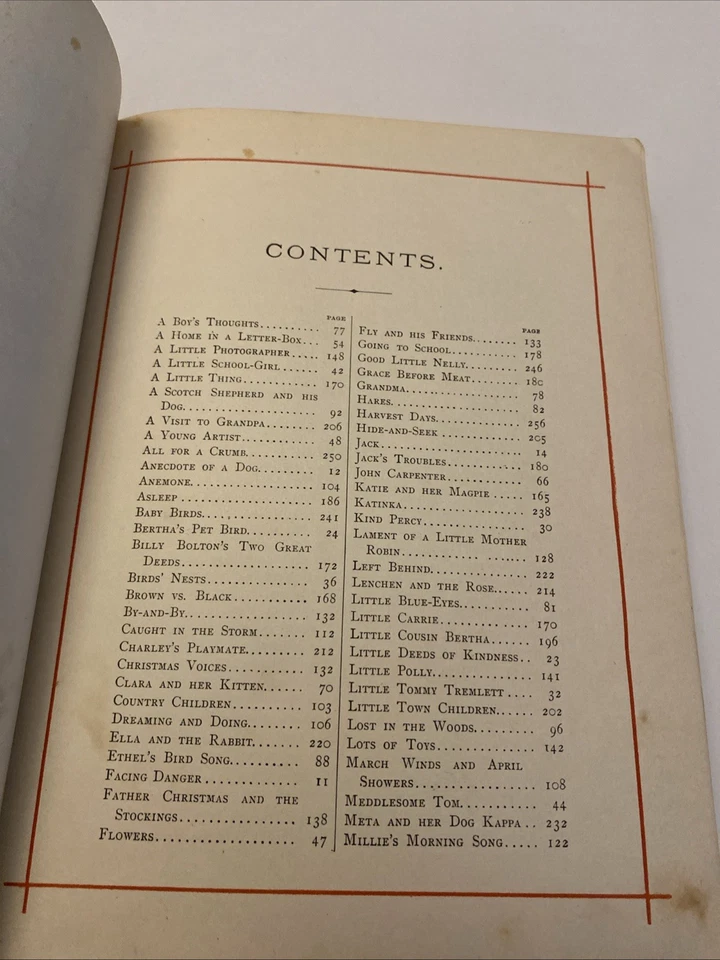 CONTENTS.
PAGE
A Boy's Thoughts.......... 77
A Home in a Letter-Box... 54
A Little Photographer..... 148
A Little School-Girl...... 42
A Little Thing............ 170
A Scotch Shepherd and his
Dog.................... 92
A Visit to Grandpa........ 206
A Young Artist............ 48
All for a Crumb........... 250
Anecdote of a Dog......... 12
Anemone................... 104
Asleep ................... 186
Baby Birds................ 241
Bertha's Pet Bird.......... 24
Billy Bolton's Two Great
Deeds................... 172
Birds' Nests............... 36
Brown vs. Black........... 168
By-and-By................. 132
Caught in the Storm....... 112
Charley's Playmate........ 212
Christmas Voices.......... 132
Clara and her Kitten...... 70
Country Children.......... 103
Dreaming and Doing........ 106
Ella and the Rabbit....... 220
Ethel's Bird Song.......... 88
Facing Danger ............. 11
Father Christmas and the
Stockings................ 138
Flowers................... 47
PAGE
Fly and his Friends....... 133
Going to School........... 178
Good Little Nelly......... 246
Grace Before Meat......... 180
Grandma................... 78
Hares..................... 82
Harvest Days.............. 256
Hide-and-Seek ............ 205
Jack...................... 14
Jack's Troubles........... 180
John Carpenter............ 66
Katie and her Magpie ..... 165
Katinka................... 238
Kind Percy................ 30
Lament of a Little Mother
Robin............ ....... 128
Left Behind............... 222
Lenchen and the Rose...... 214
Little Blue-Eyes.......... 81
Little Carrie............. 170
Little Cousin Bertha...... 196
Little Deeds of Kindness.. 23
Little Polly.............. 141
Little Tommy Tremlett .... 32
Little Town Children...... 202
Lost in the Woods......... 96
Lots of Toys.............. 142
March Winds and April
Showers.................. 108
Meddlesome Tom........... 44
Meta and her Dog Kappa .. 232
Millie's Morning Song..... 122